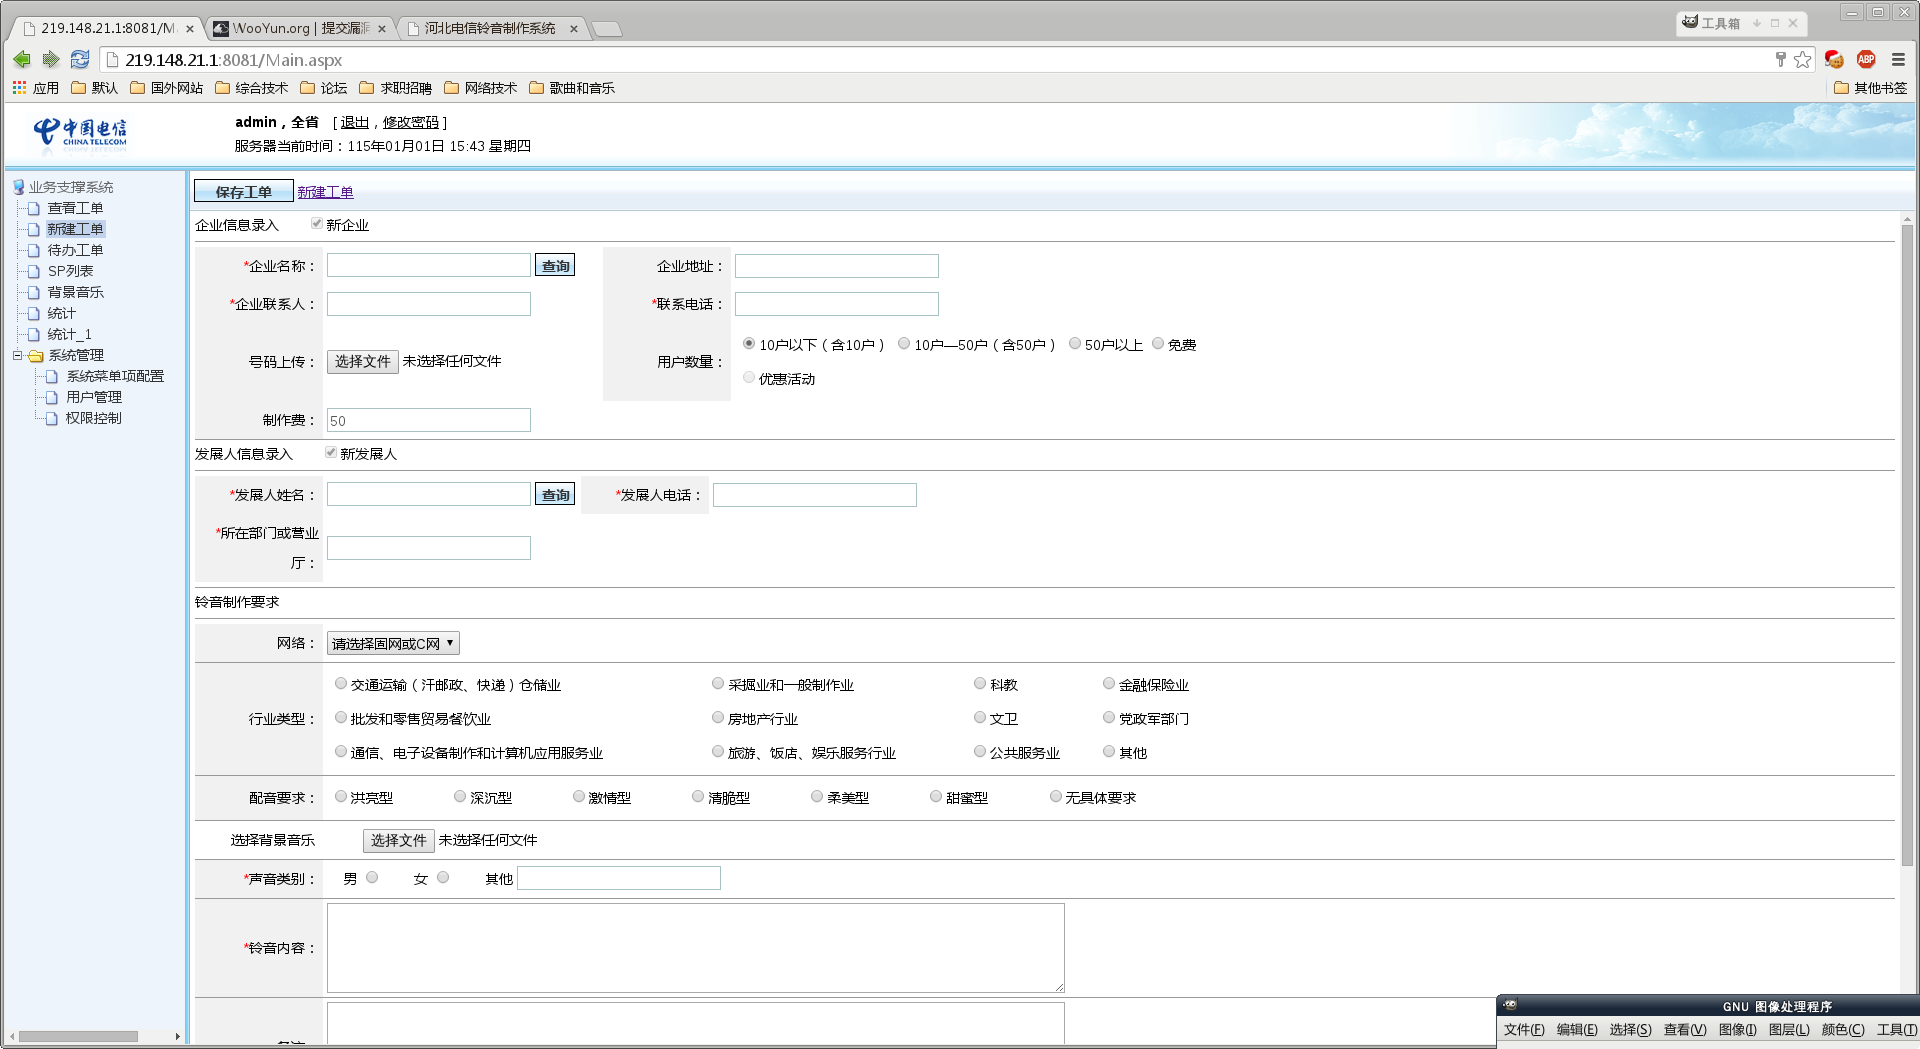 219.148.21.1:8081/M
WooYun.org | 提交漏洞
河北电信铃音制作系统
工具箱
219.148.21.1:8081/Main.aspx
ABP
应用 默认 国外网站 综合技术 论坛 求职招聘 网络技术 歌曲和音乐 其他书签
中国电信
CHINA TELECOM
admin，全省 [ 退出，修改密码 ]
服务器当前时间：115年01月01日 15:43 星期四
业务支撑系统
查看工单
新建工单
待办工单
SP列表
背景音乐
统计
统计_1
系统管理
系统菜单项配置
用户管理
权限控制
保存工单 新建工单
企业信息录入 新企业
*企业名称： 查询 企业地址：
*企业联系人： *联系电话：
号码上传： 选择文件 未选择任何文件 用户数量： 10户以下（含10户） 10户—50户（含50户） 50户以上 免费
优惠活动
制作费： 50
发展人信息录入 新发展人
*发展人姓名： 查询 *发展人电话：
*所在部门或营业
厅：
铃音制作要求
网络： 请选择固网或C网
行业类型： 交通运输（汗邮政、快递）仓储业 采掘业和一般制作业 科教 金融保险业
批发和零售贸易餐饮业 房地产行业 文卫 党政军部门
通信、电子设备制作和计算机应用服务业 旅游、饭店、娱乐服务行业 公共服务业 其他
配音要求： 洪亮型 深沉型 激情型 清脆型 柔美型 甜蜜型 无具体要求
选择背景音乐 选择文件 未选择任何文件
*声音类别： 男 女 其他
*铃音内容：
GNU 图像处理程序
文件(F) 编辑(E) 选择(S) 查看(V) 图像(I) 图层(L) 颜色(C) 工具(T)